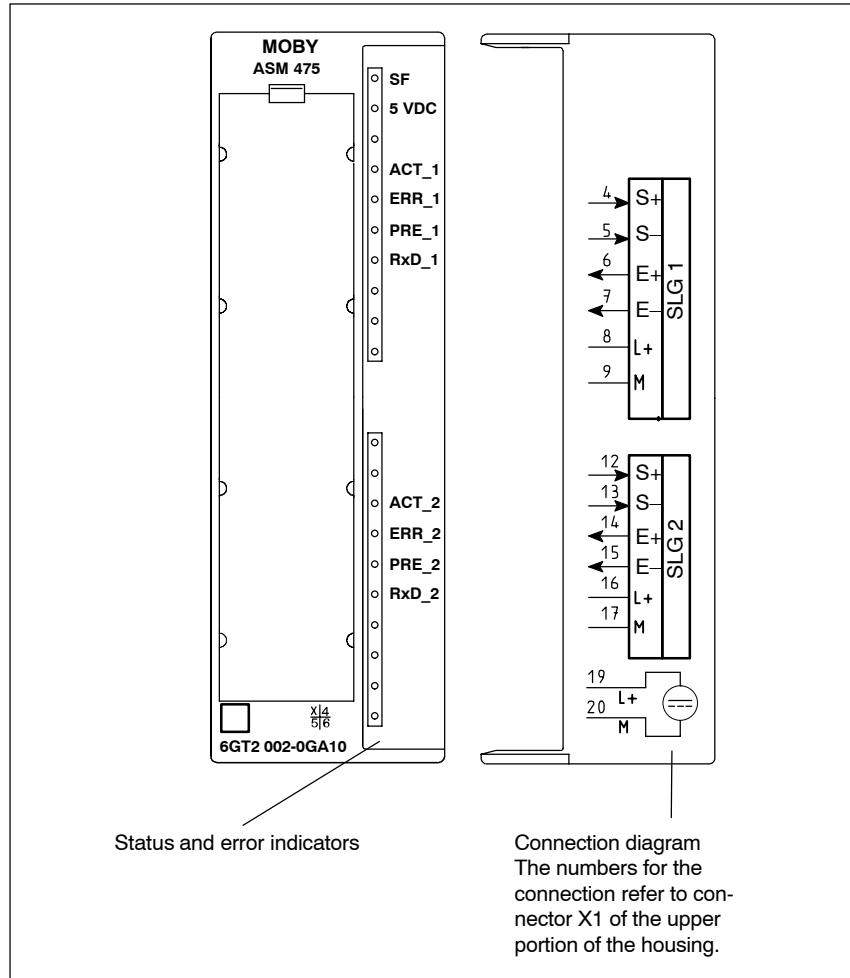 MOBY
ASM 475
SF
5 VDC
ACT_1
ERR_1
PRE_1
RxD_1
ACT_2
ERR_2
PRE_2
RxD_2
X 4
5 6
6GT2 002-0GA10
4 S+
5 S–
6 E+
7 E–
8 L+
9 M
SLG 1
12 S+
13 S–
14 E+
15 E–
16 L+
17 M
SLG 2
19 L+
20 M
Status and error indicators
Connection diagram
The numbers for the
connection refer to con-
nector X1 of the upper
portion of the housing.